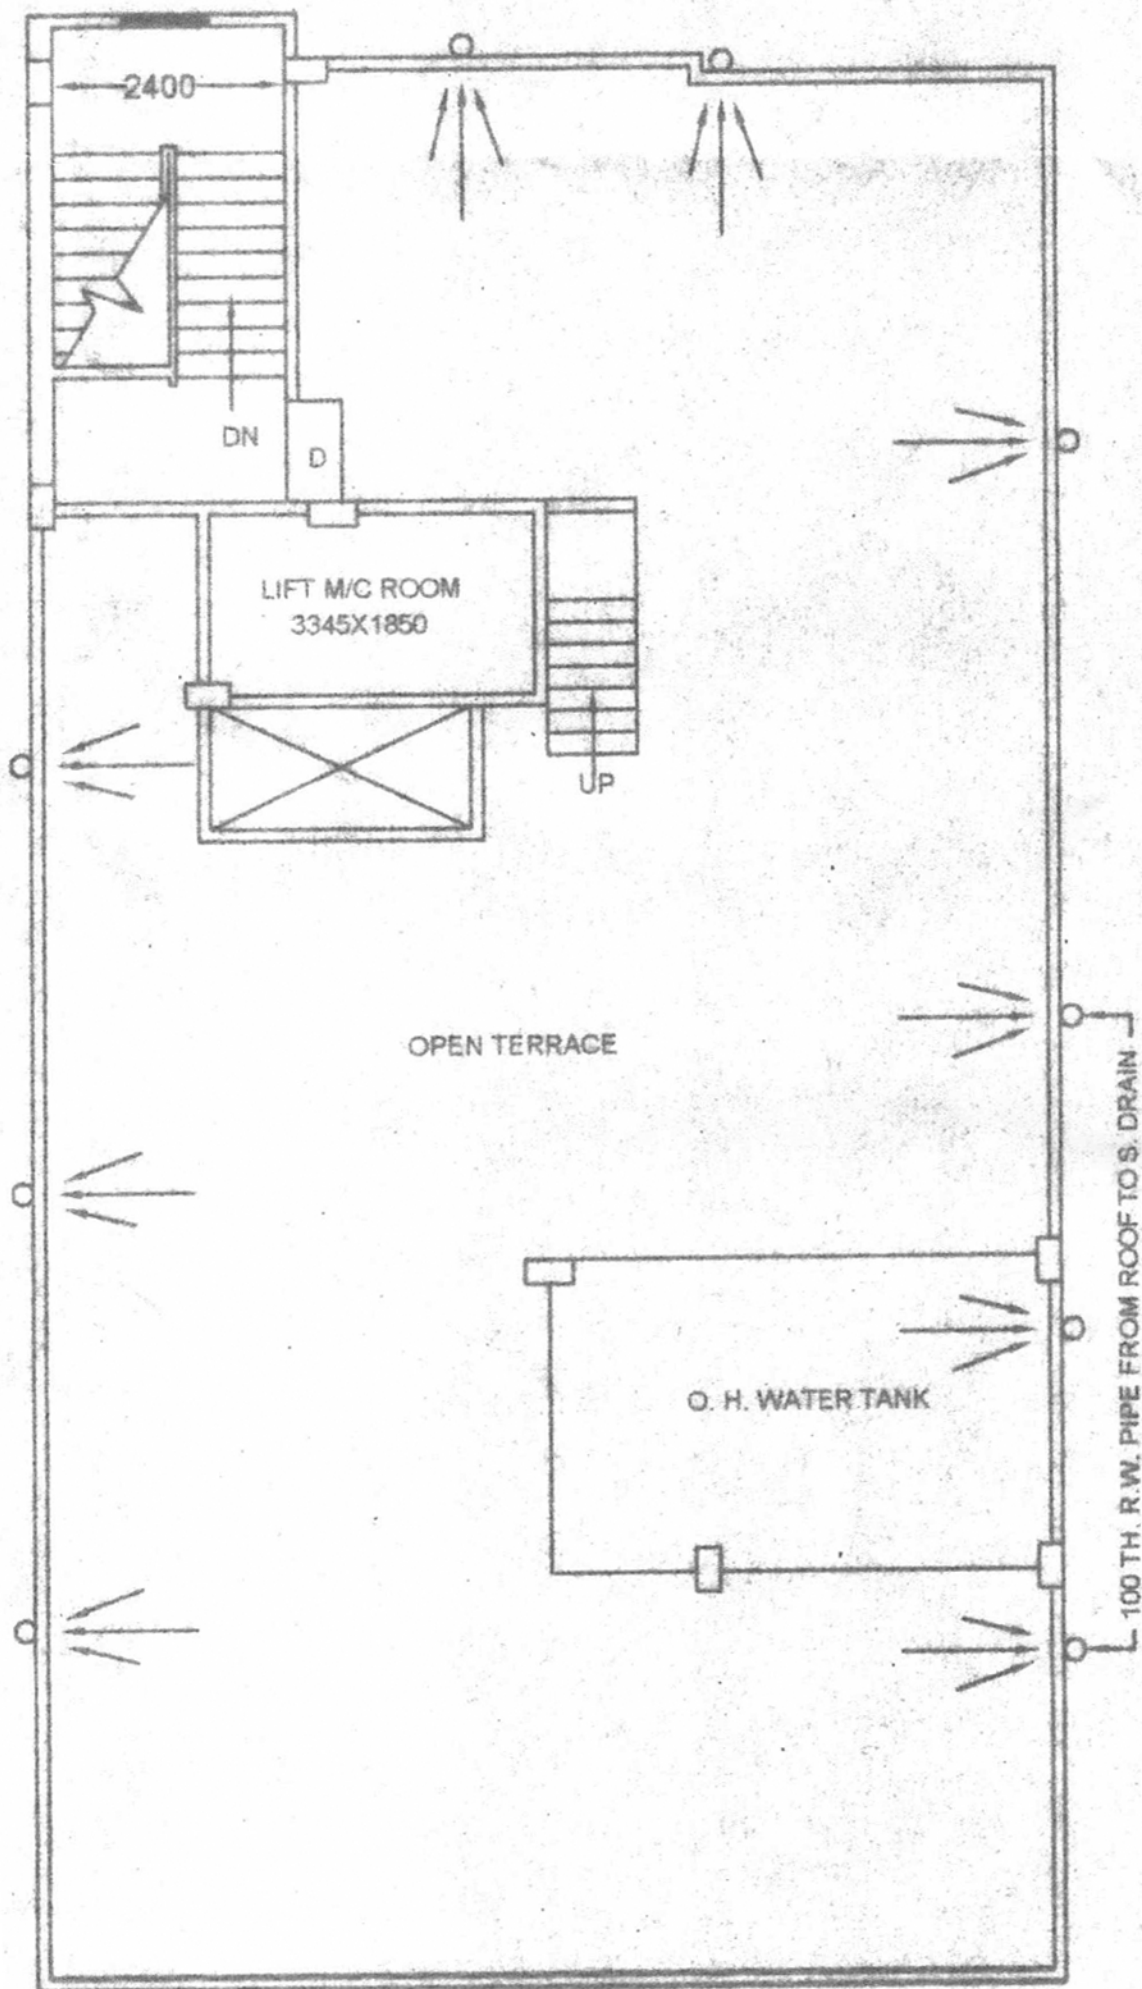 2400
DN
D
LIFT M/C ROOM
3345X1850
UP
OPEN TERRACE
O. H. WATER TANK
100 TH. R.W. PIPE FROM ROOF TO S. DRAIN